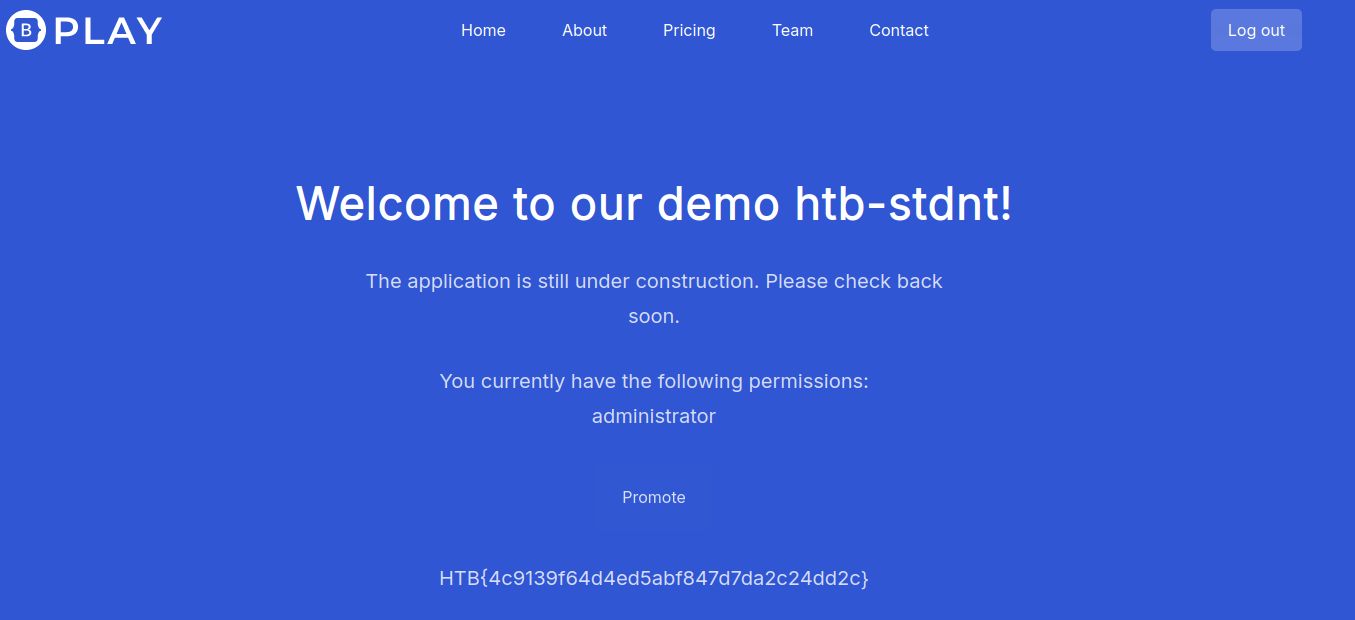 B PLAY
Home About Pricing Team Contact Log out
Welcome to our demo htb-stdnt!
The application is still under construction. Please check back
soon.
You currently have the following permissions:
administrator
Promote
HTB{4c9139f64d4ed5abf847d7da2c24dd2c}